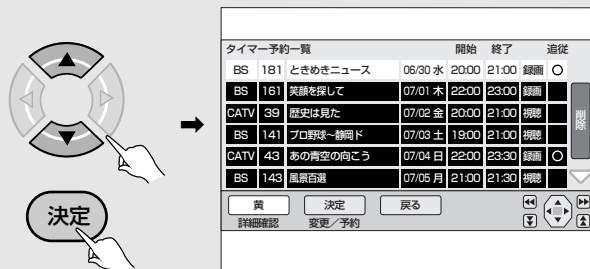 決定
タイマー予約一覧 開始 終了 追従
BS 181 ときめきニュース 06/30 水 20:00 21:00 録画 ○
BS 161 笑顔を探して 07/01 木 22:00 23:00 録画
CATV 39 歴史は見た 07/02 金 20:00 21:00 視聴
BS 141 プロ野球〜静岡ド 07/03 土 19:00 21:00 視聴
CATV 43 あの青空の向こう 07/04 日 22:00 23:30 録画 ○
BS 143 風景百選 07/05 月 21:00 21:30 視聴
削除
黄 決定 戻る
詳細確認 変更／予約